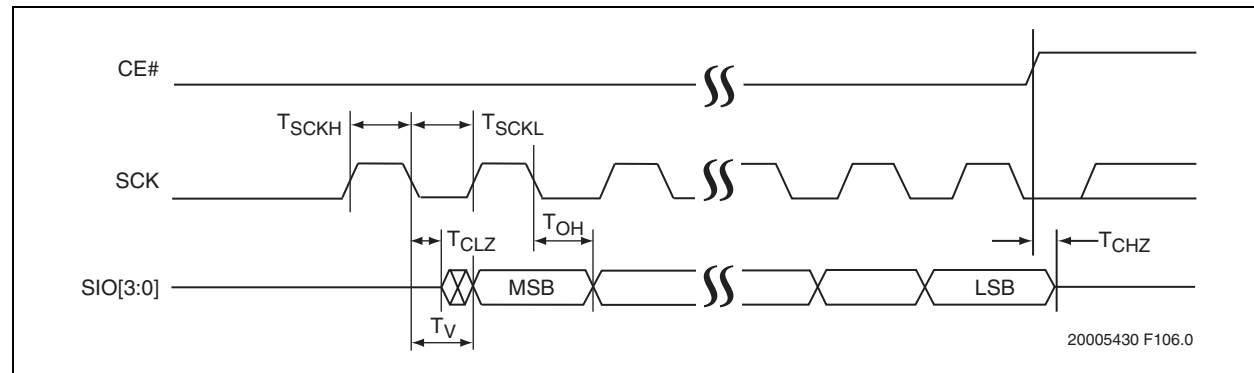 CE#
TSCKH
TSCKL
SCK
TOH
TCLZ
TCHZ
SIO[3:0]
MSB
LSB
TV
20005430 F106.0